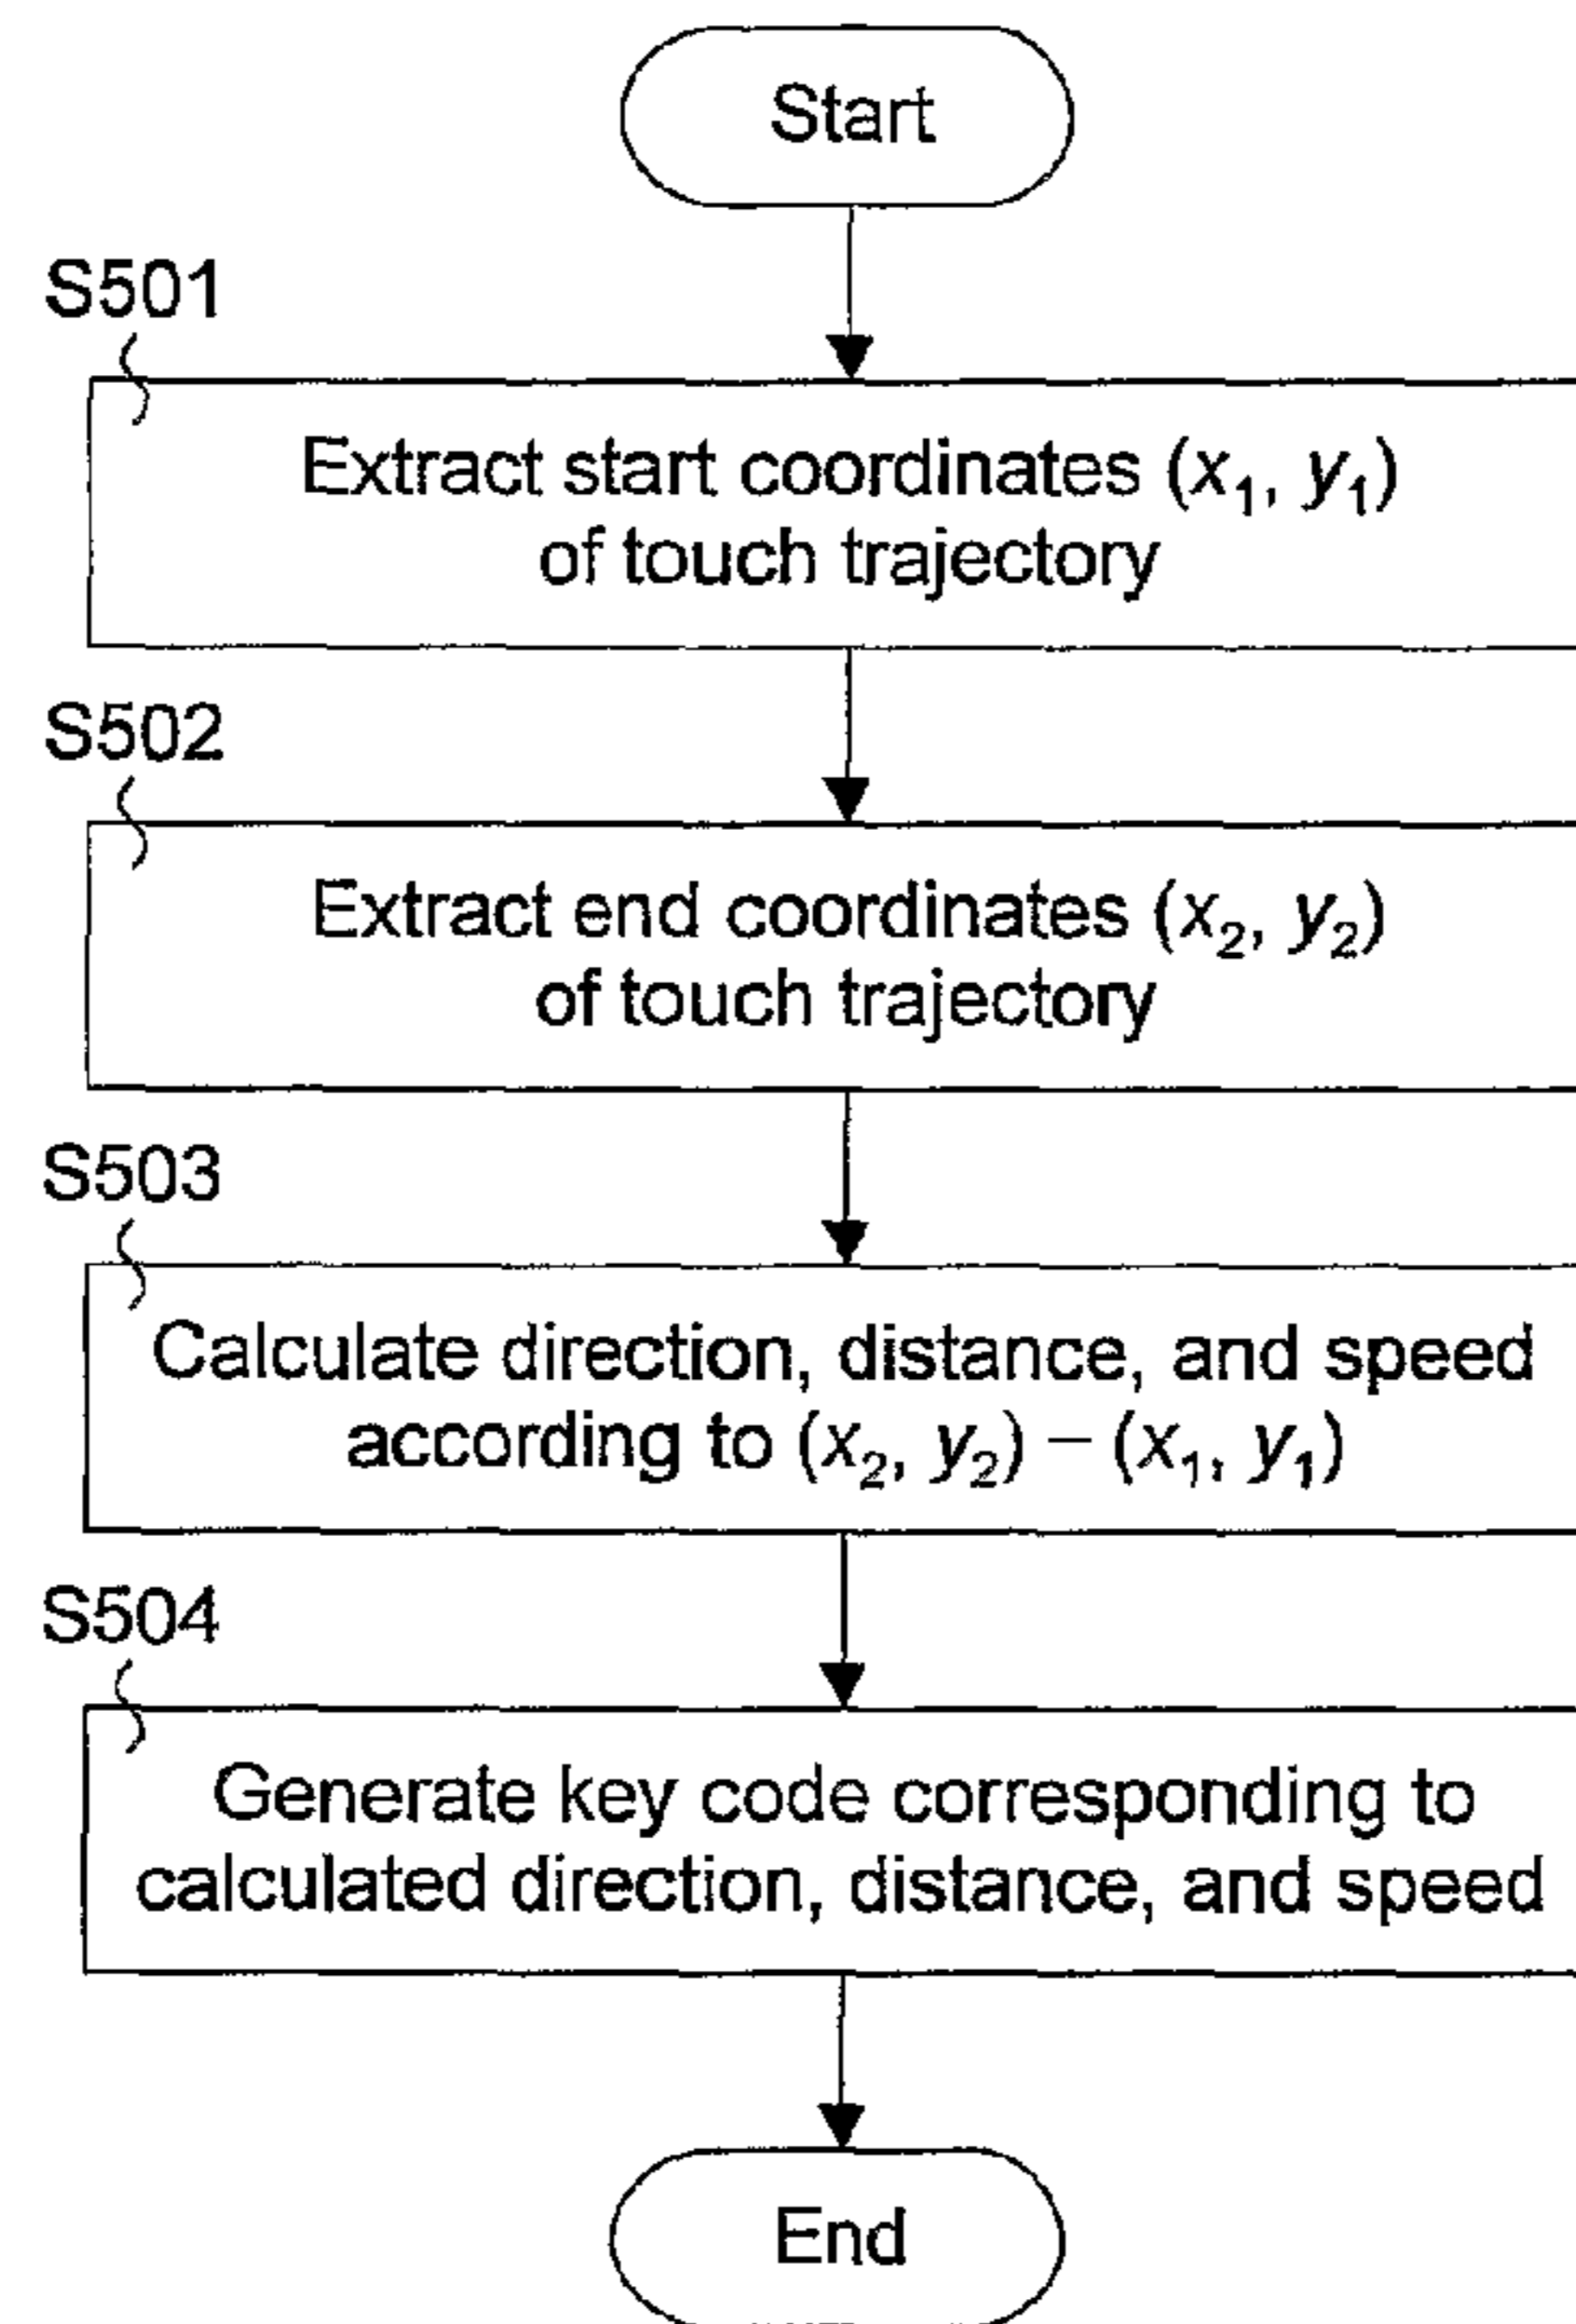 Start
S501
Extract start coordinates (x₁, y₁)
of touch trajectory
S502
Extract end coordinates (x₂, y₂)
of touch trajectory
S503
Calculate direction, distance, and speed
according to (x₂, y₂) – (x₁, y₁)
S504
Generate key code corresponding to
calculated direction, distance, and speed
End